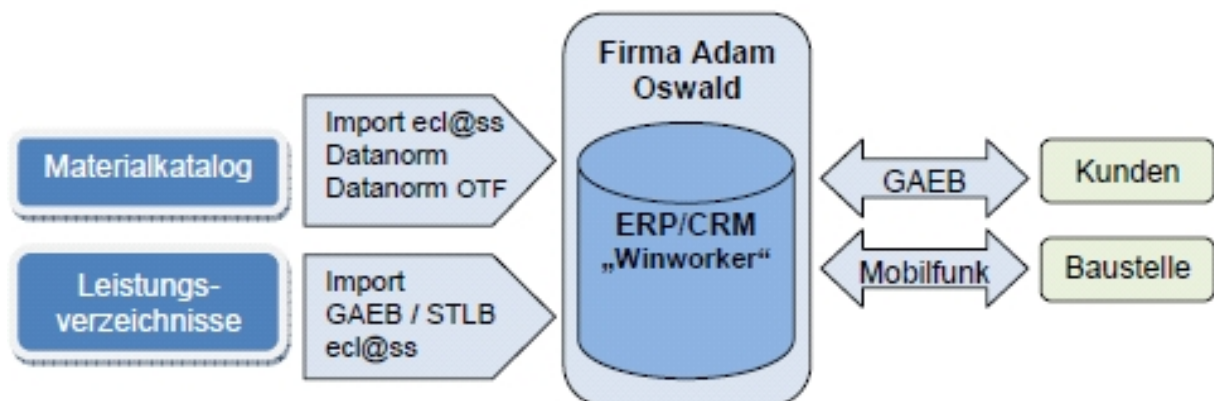 Materialkatalog
Import ecl@ss
Datanorm
Datanorm OTF
Leistungs-
verzeichnisse
Import
GAEB / STLB
ecl@ss
Firma Adam
Oswald
ERP/CRM
„Winworker“
GAEB
Kunden
Mobilfunk
Baustelle